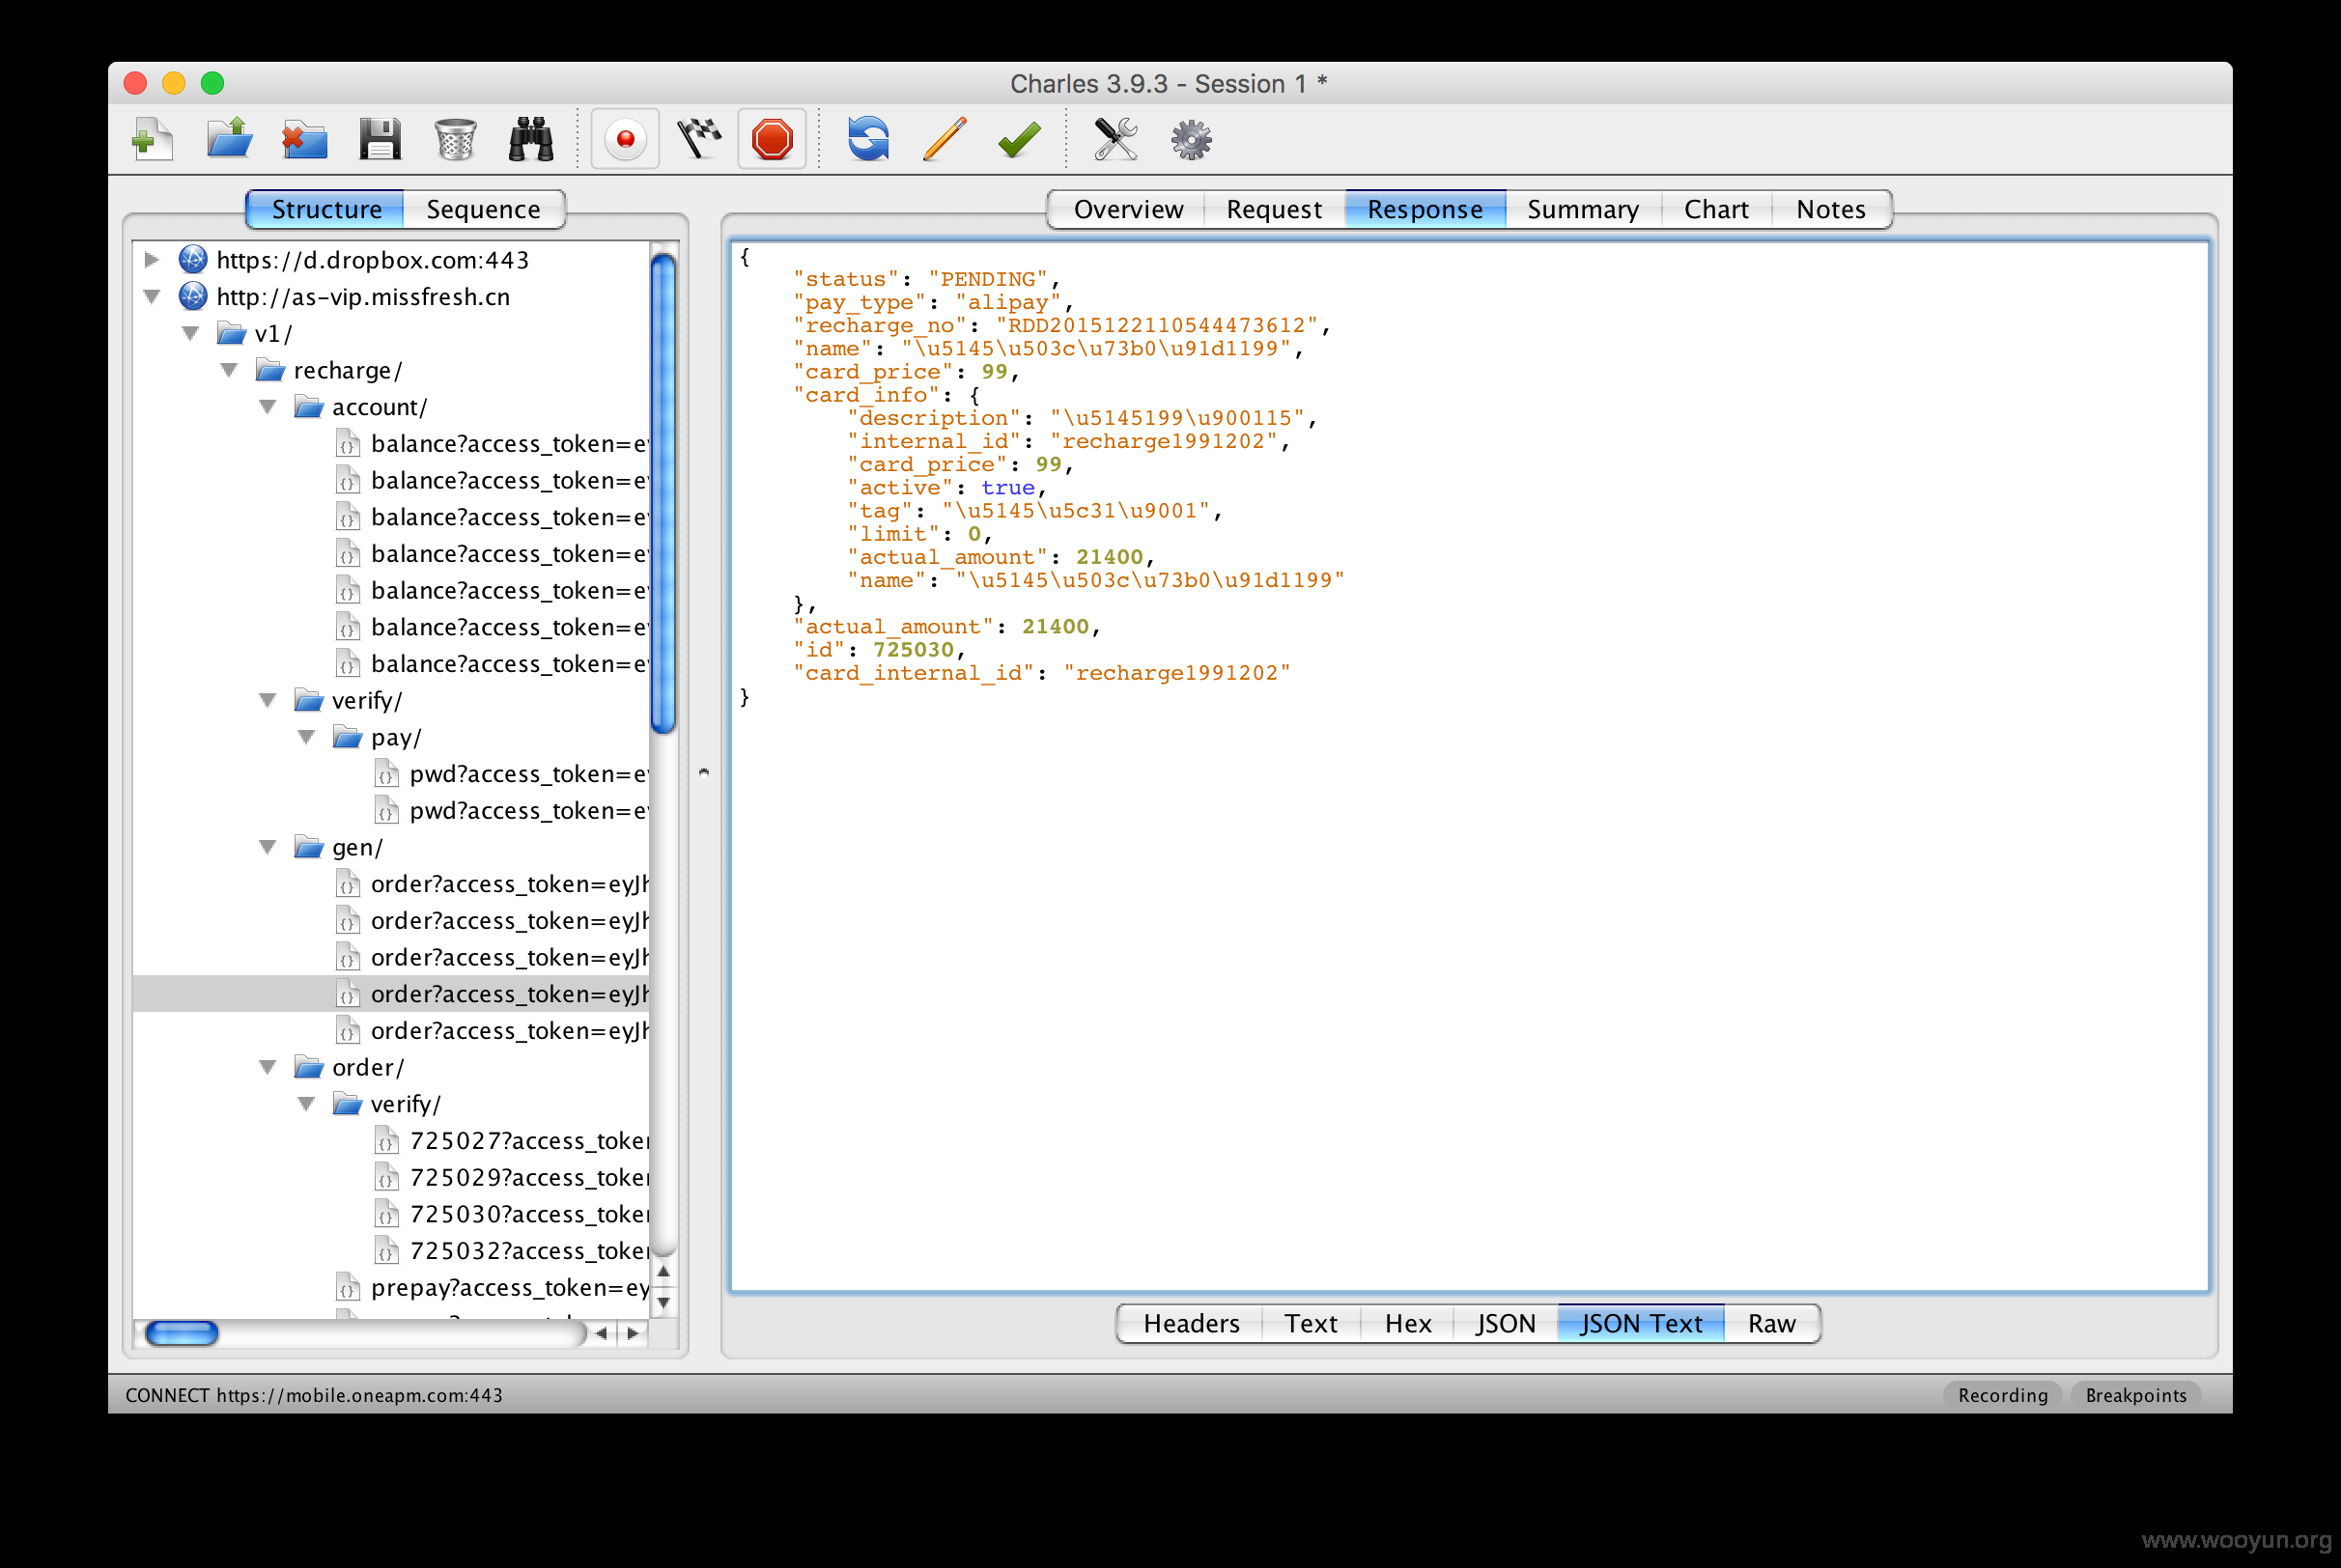 Charles 3.9.3 - Session 1 *
Structure
Sequence
https://d.dropbox.com:443
http://as-vip.missfresh.cn
v1/
recharge/
account/
balance?access_token=e
balance?access_token=e
balance?access_token=e
balance?access_token=e
balance?access_token=e
balance?access_token=e
balance?access_token=e
verify/
pay/
pwd?access_token=e
pwd?access_token=e
gen/
order?access_token=eyJh
order?access_token=eyJh
order?access_token=eyJh
order?access_token=eyJh
order?access_token=eyJh
order/
verify/
725027?access_token
725029?access_token
725030?access_token
725032?access_token
prepay?access_token=ey
CONNECT https://mobile.oneapm.com:443
Overview
Request
Response
Summary
Chart
Notes
{
"status": "PENDING",
"pay_type": "alipay",
"recharge_no": "RDD2015122110544473612",
"name": "\u5145\u503c\u73b0\u91d1199",
"card_price": 99,
"card_info": {
"description": "\u5145199\u900115",
"internal_id": "recharge1991202",
"card_price": 99,
"active": true,
"tag": "\u5145\u5c31\u9001",
"limit": 0,
"actual_amount": 21400,
"name": "\u5145\u503c\u73b0\u91d1199"
},
"actual_amount": 21400,
"id": 725030,
"card_internal_id": "recharge1991202"
}
Headers
Text
Hex
JSON
JSON Text
Raw
Recording
Breakpoints
www.wooyun.org